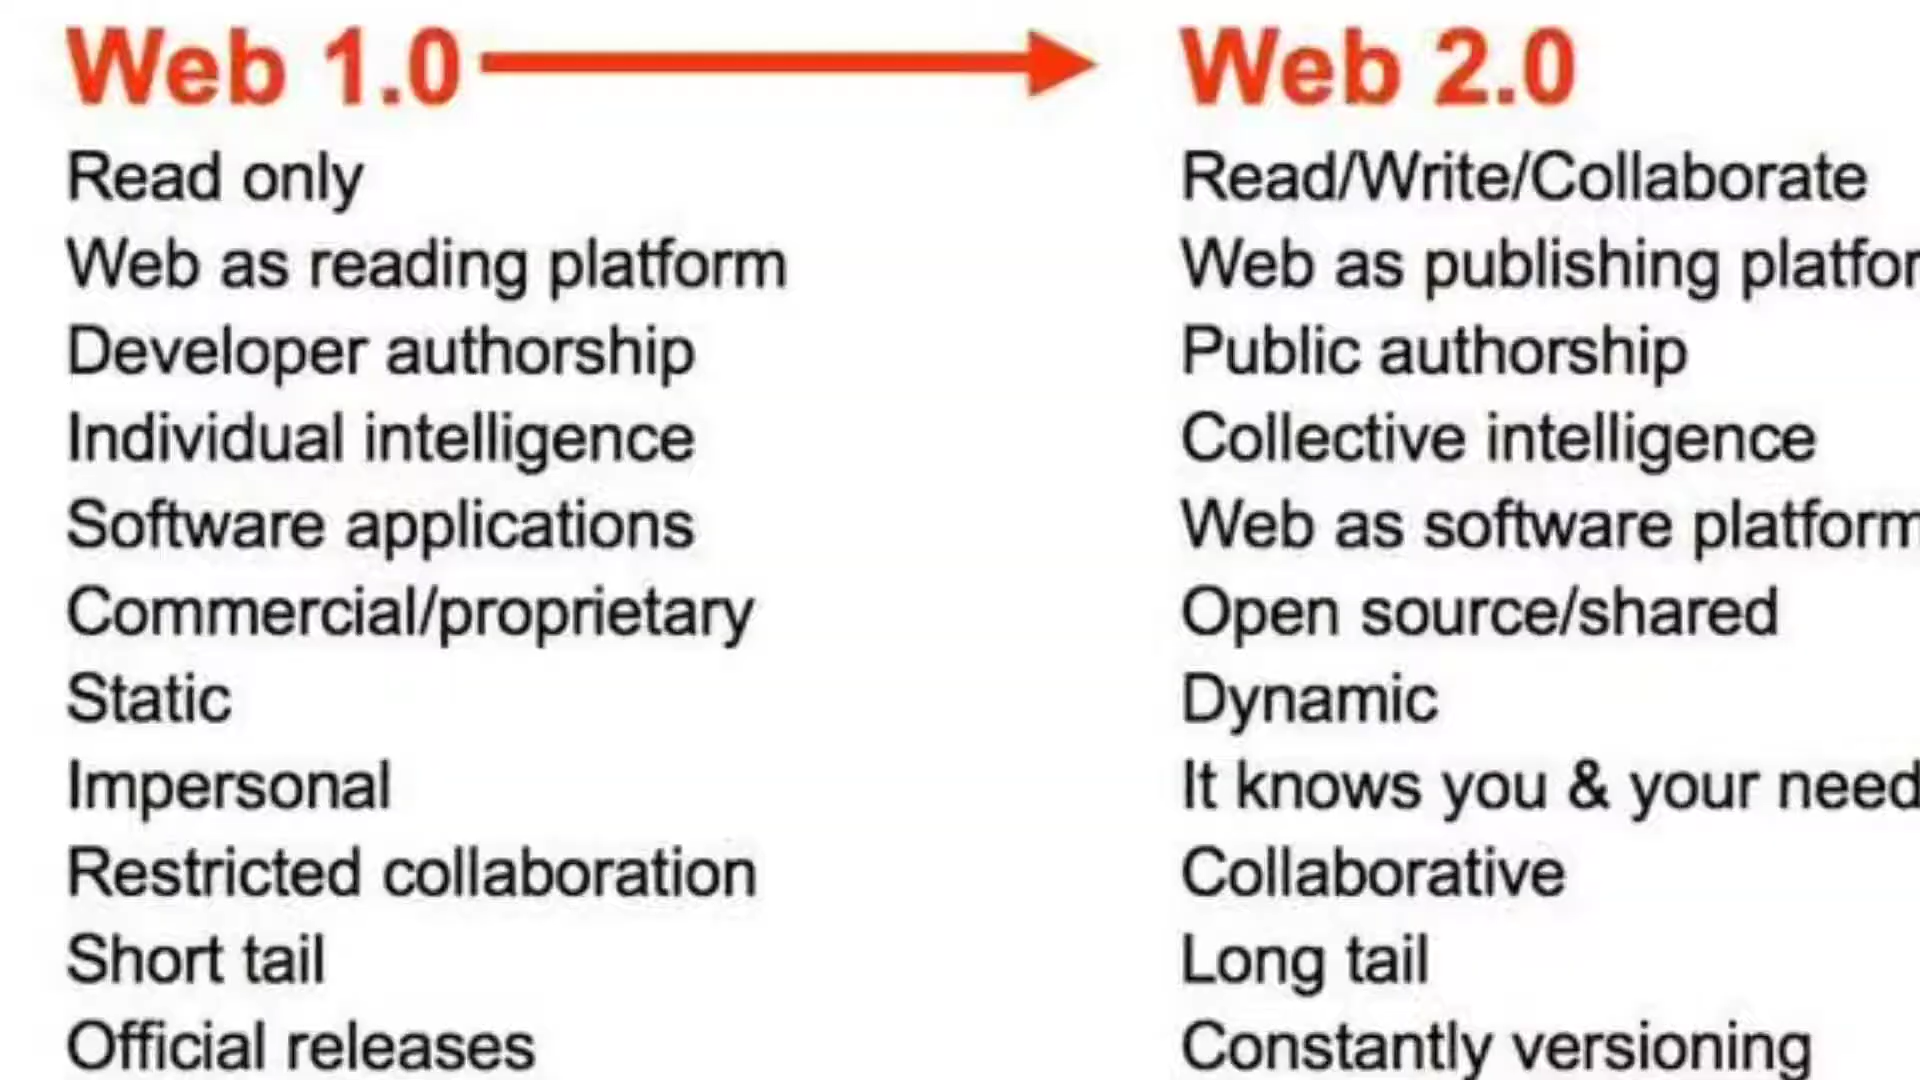 Web 1.0 Web 2.0
Read only Read/Write/Collaborate
Web as reading platform Web as publishing platfor
Developer authorship Public authorship
Individual intelligence Collective intelligence
Software applications Web as software platform
Commercial/proprietary Open source/shared
Static Dynamic
Impersonal It knows you & your need
Restricted collaboration Collaborative
Short tail Long tail
Official releases Constantly versioning